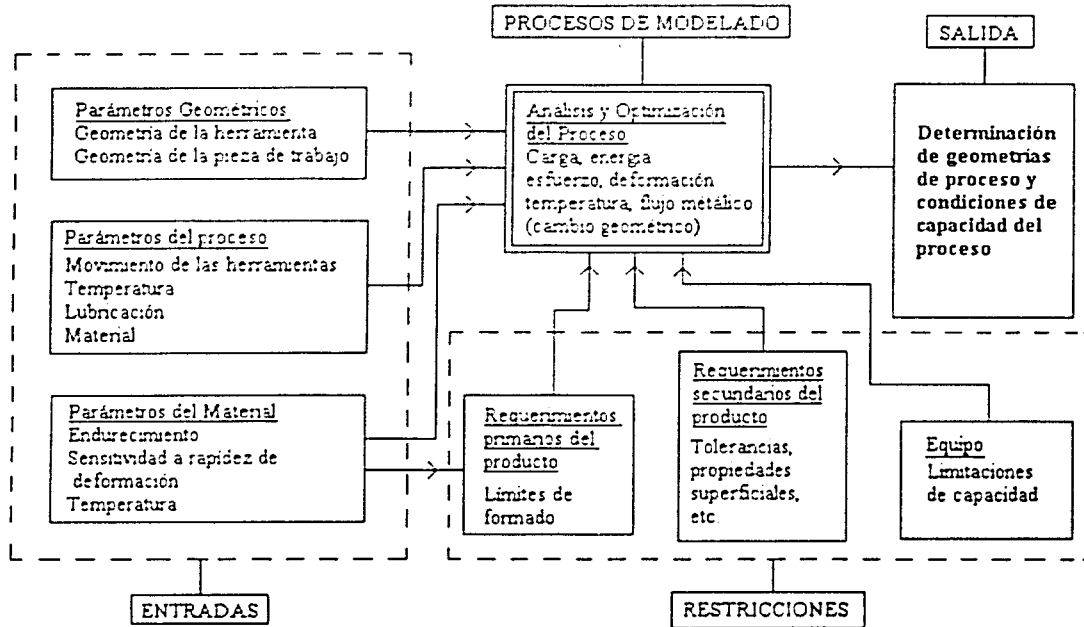 PROCESOS DE MODELADO
SALIDA
Parámetros Geométricos
Geometría de la herramienta
Geometría de la pieza de trabajo
Análisis y Optimización
del Proceso
Carga, energia
esfuerzo, deformación
temperatura, flujo métálico
(cambio geométrico)
Determinación
de geometrías
de proceso y
condiciones de
capacidad del
proceso
Parámetros del proceso
Movimiento de las herramientas
Temperatura
Lubricación
Material
Parámetros del Material
Endurecimiento
Sensitividad a rapidez de
deformación
Temperatura
Requerimientos
primarios del
producto
Límites de
formado
Requerimientos
secundarios del
producto
Tolerancias,
propiedades
superficiales,
etc.
Equipo
Limitaciones
de capacidad
ENTRADAS
RESTRICCIONES